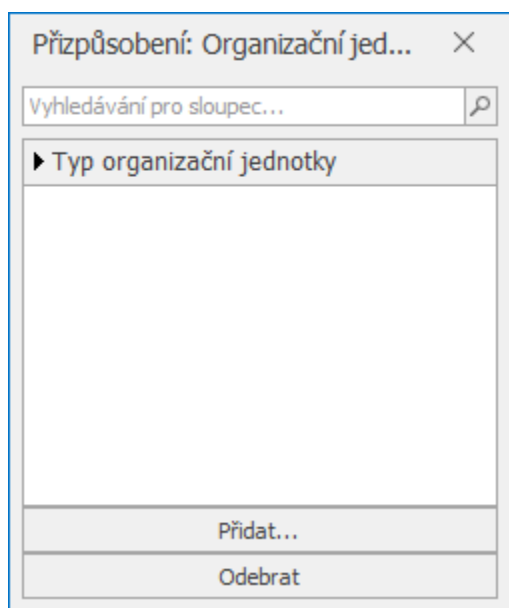 Přizpůsobení: Organizační jed...
Vyhledávání pro sloupec...
Typ organizační jednotky
Přidat...
Odebrat